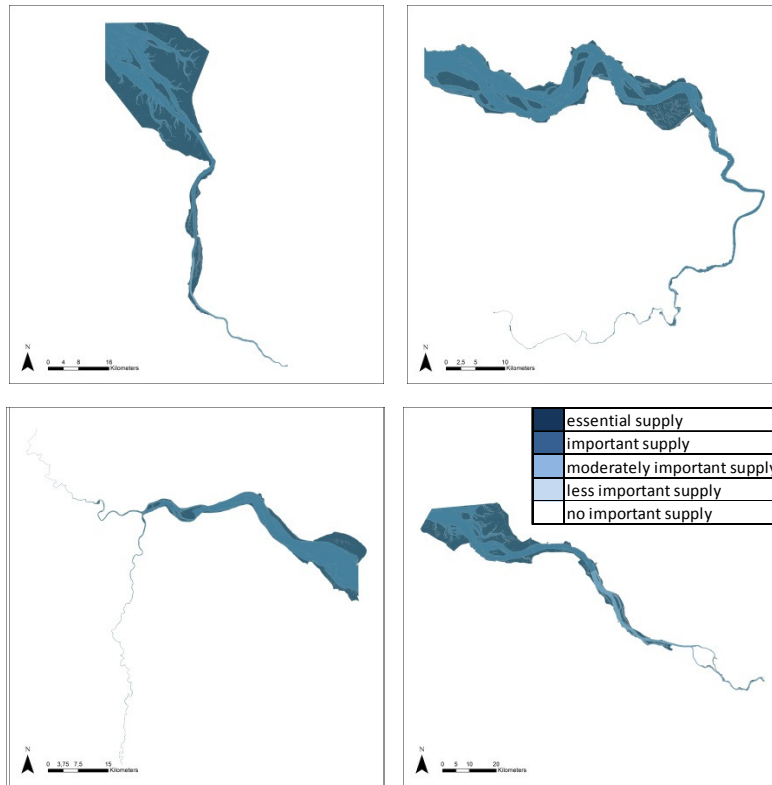 N
0 4 8 16
Kilometers
N
0 2,5 5 10
Kilometers
essential supply
important supply
moderately important supply
less important supply
no important supply
N
0 3,75 7,5 15
Kilometers
N
0 5 10 20
Kilometers